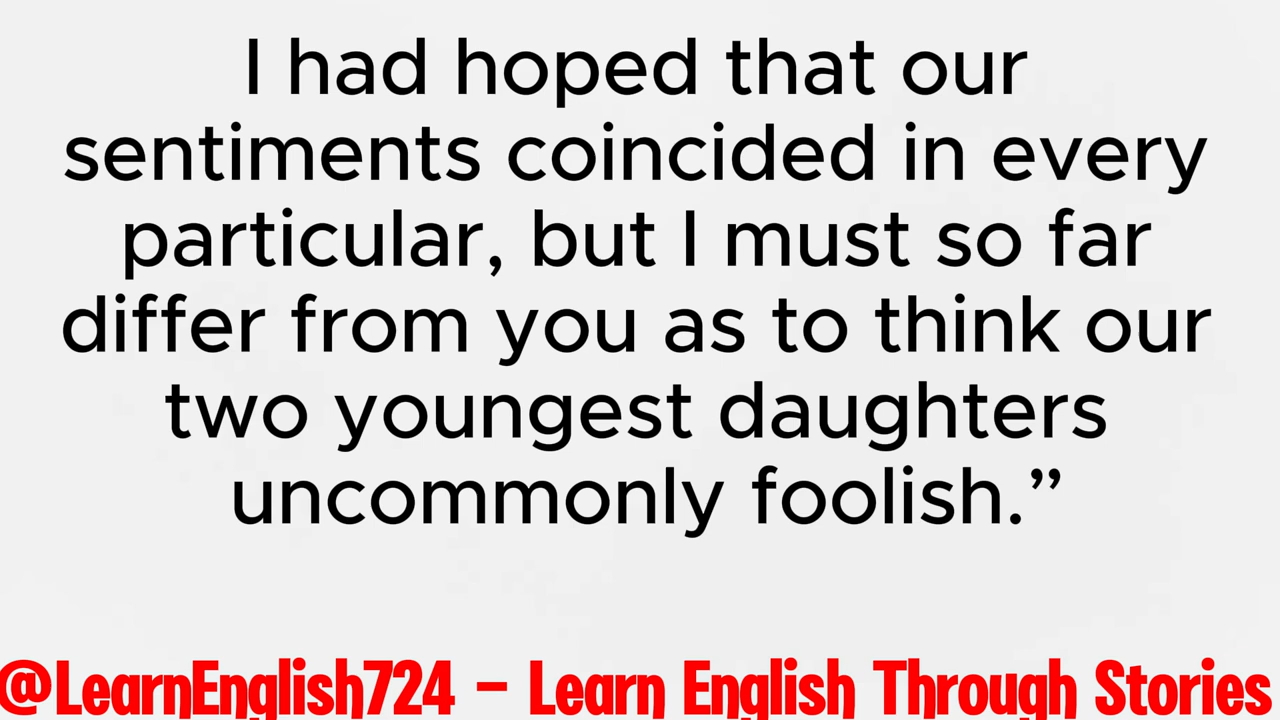 I had hoped that our
sentiments coincided in every
particular, but I must so far
differ from you as to think our
two youngest daughters
uncommonly foolish.”
@LearnEnglish724 – Learn English Through Stories